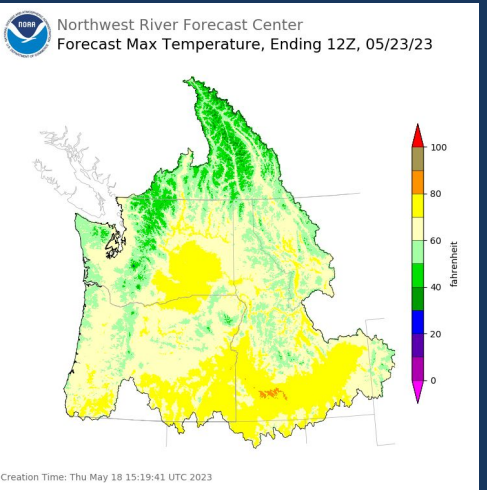 NOAA
Northwest River Forecast Center
Forecast Max Temperature, Ending 12Z, 05/23/23
100
80
60
40
20
0
fahrenheit
Creation Time: Thu May 18 15:19:41 UTC 2023